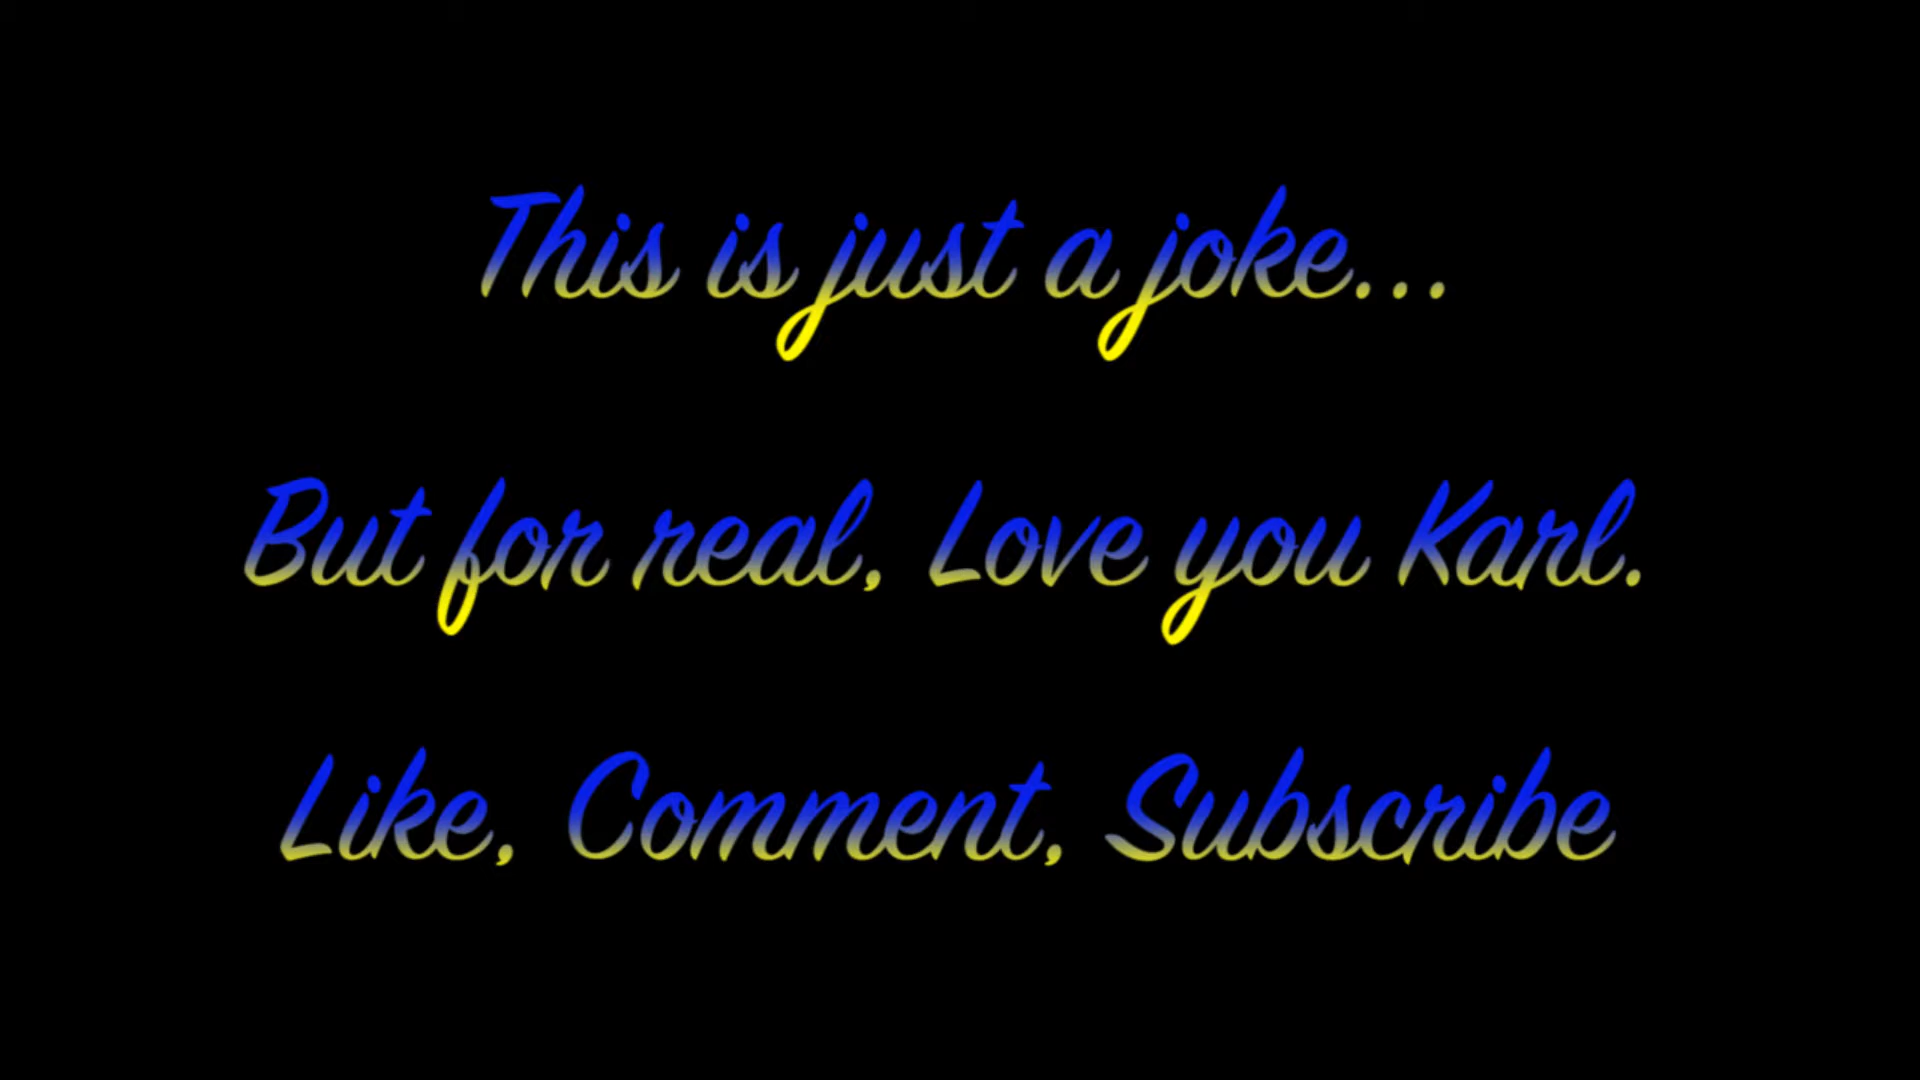 This is just a joke...
But for real, Love you Karl.
Like, Comment, Subscribe